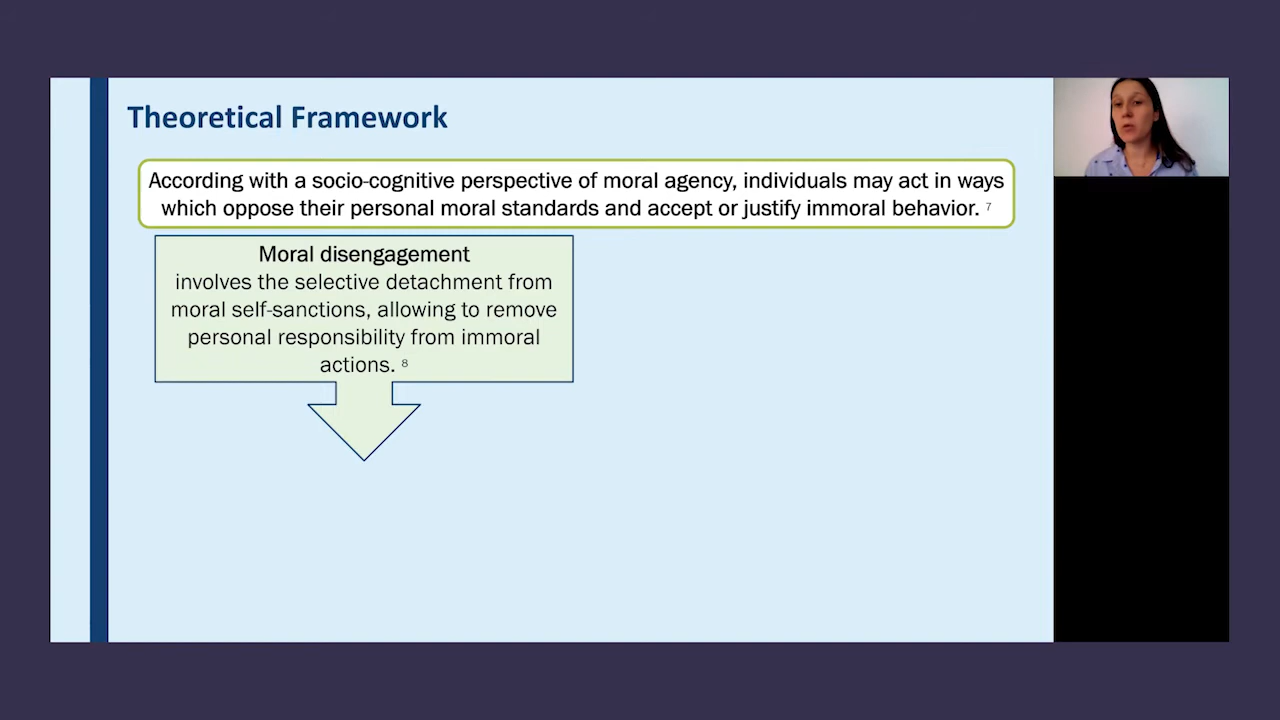 Theoretical Framework
According with a socio-cognitive perspective of moral agency, individuals may act in ways
which oppose their personal moral standards and accept or justify immoral behavior. 7
Moral disengagement
involves the selective detachment from
moral self-sanctions, allowing to remove
personal responsibility from immoral
actions. 8